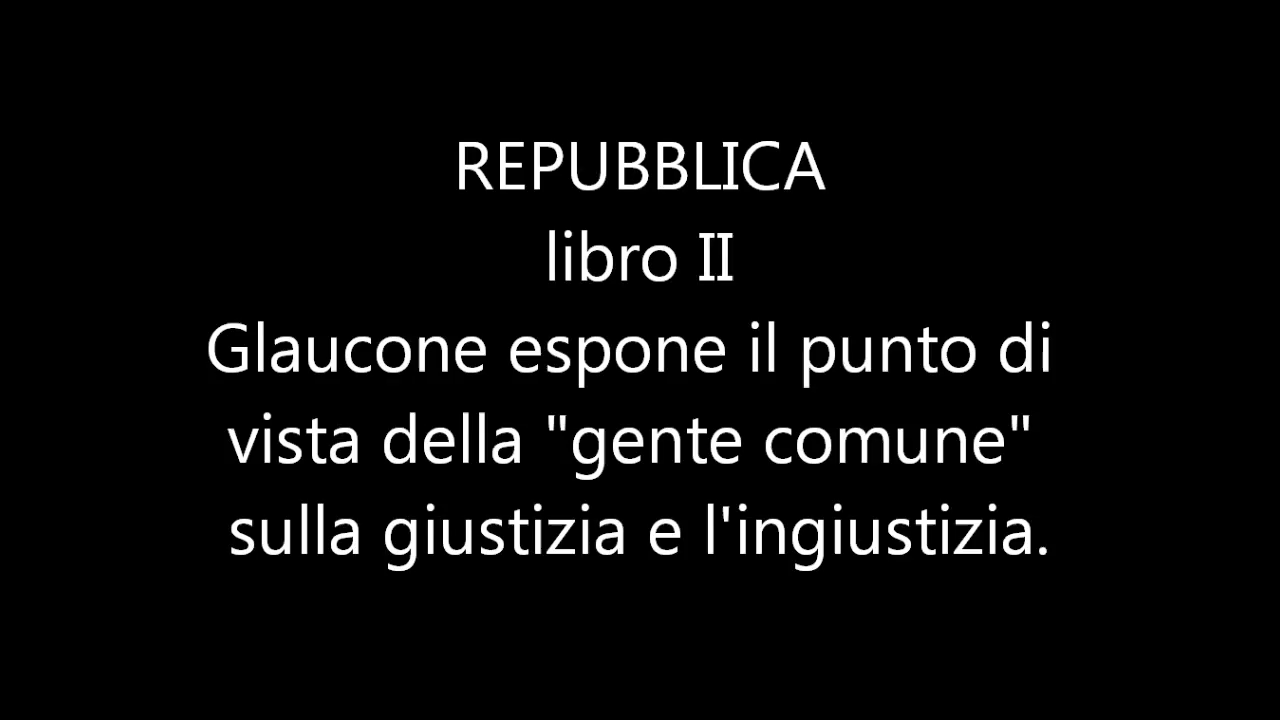 REPUBBLICA
libro II
Glaucone espone il punto di
vista della "gente comune"
sulla giustizia e l'ingiustizia.